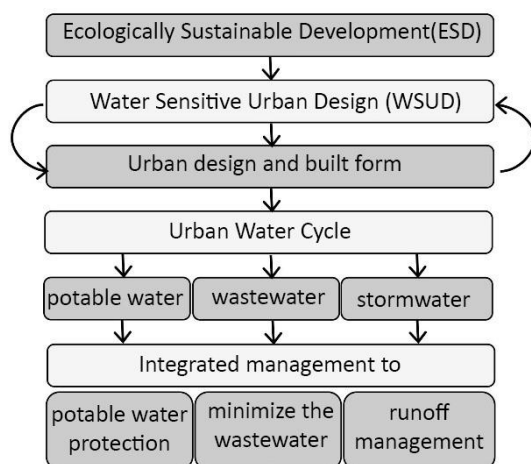 Ecologically Sustainable Development(ESD)
Water Sensitive Urban Design (WSUD)
Urban design and built form
Urban Water Cycle
potable water
wastewater
stormwater
Integrated management to
potable water
protection
minimize the
wastewater
runoff
management